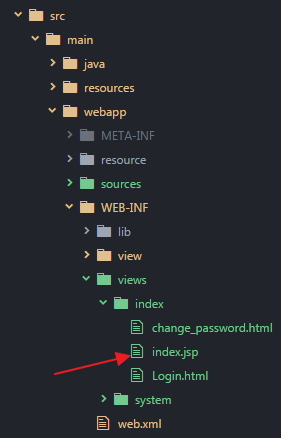 src
main
java
resources
webapp
META-INF
resource
sources
WEB-INF
lib
view
views
index
change_password.html
index.jsp
Login.html
system
web.xml